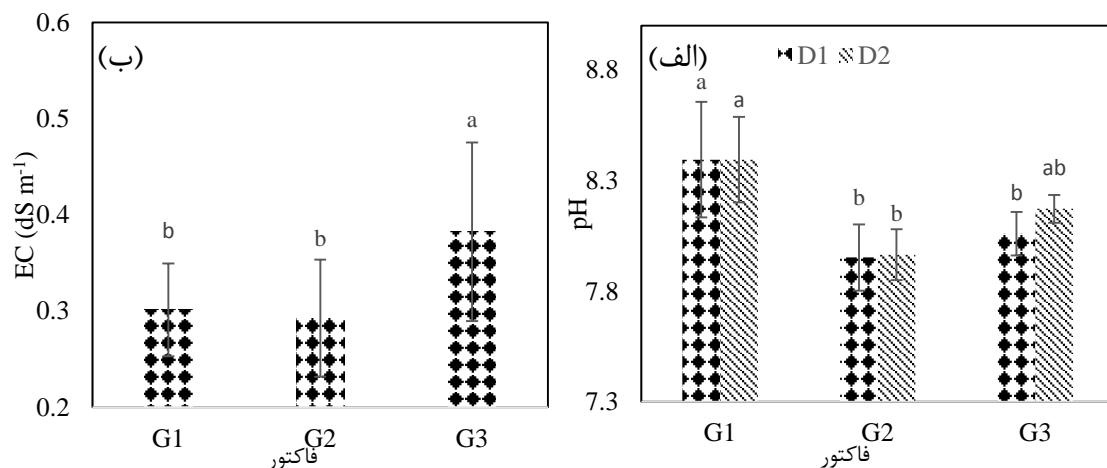 (ب)
0.6
0.5
0.4
0.3
0.2
EC (dS m⁻¹)
b
b
a
G1 G2 G3
فاکتور
(الف)
D1 D2
8.8
8.3
7.8
7.3
pH
a
a
b
b
b
ab
G1 G2 G3
فاکتور